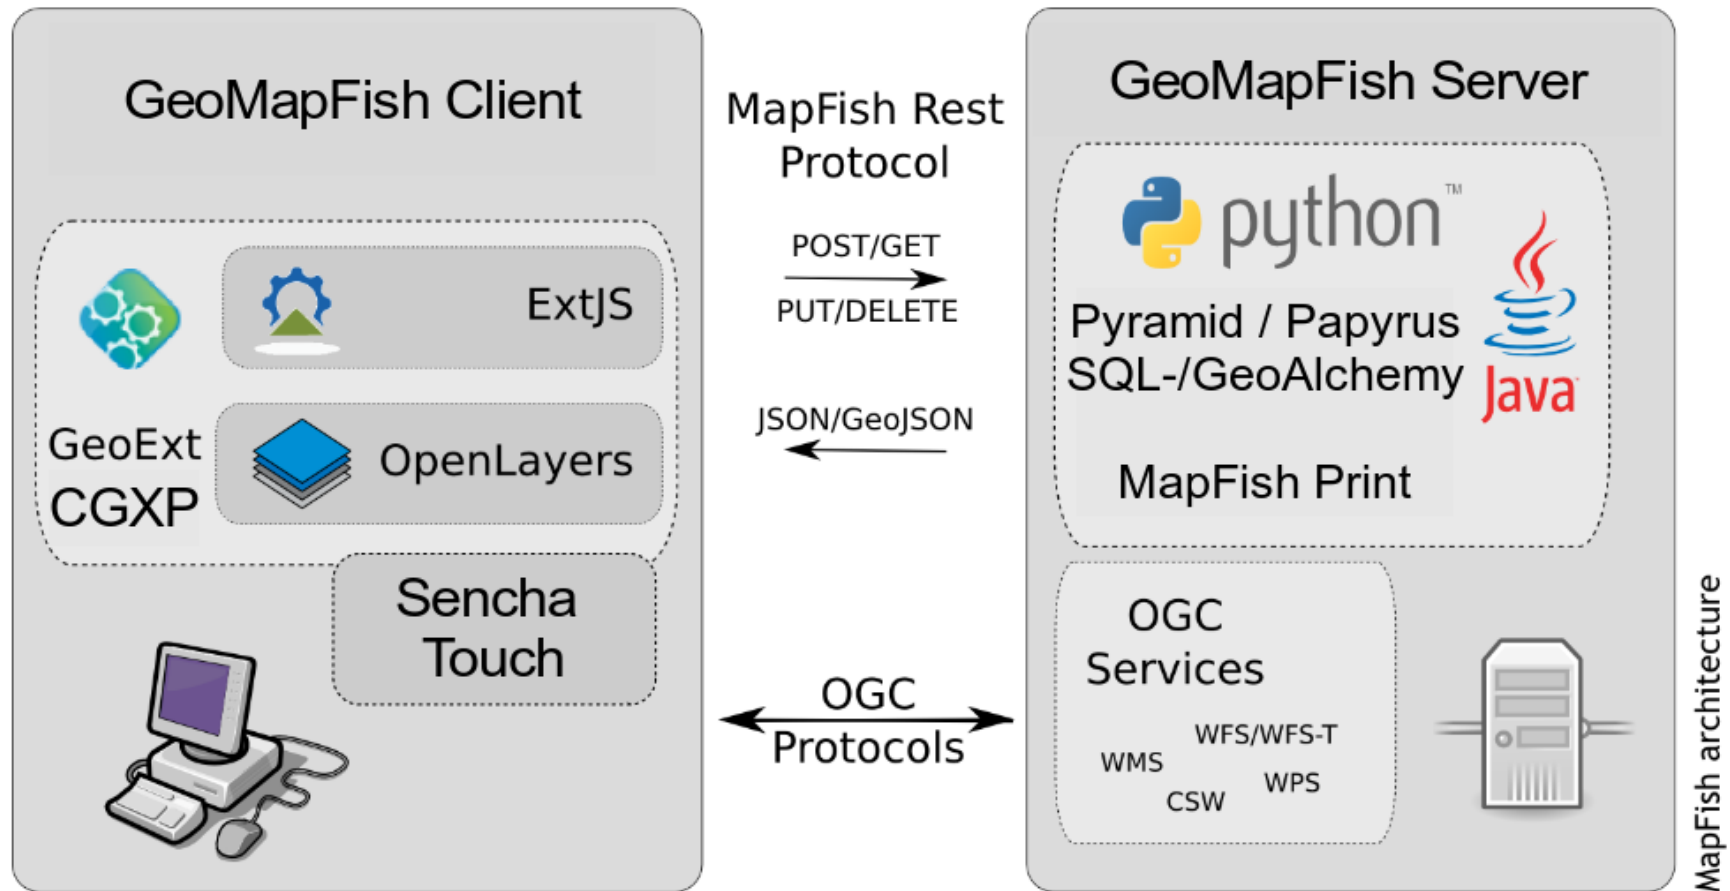 GeoMapFish Client
ExtJS
GeoExt
CGXP
OpenLayers
Sencha
Touch
MapFish Rest
Protocol
POST/GET
PUT/DELETE
JSON/GeoJSON
OGC
Protocols
GeoMapFish Server
python™
Java
Pyramid / Papyrus
SQL-/GeoAlchemy
MapFish Print
OGC
Services
WFS/WFS-T
WMS
WPS
CSW
MapFish architecture